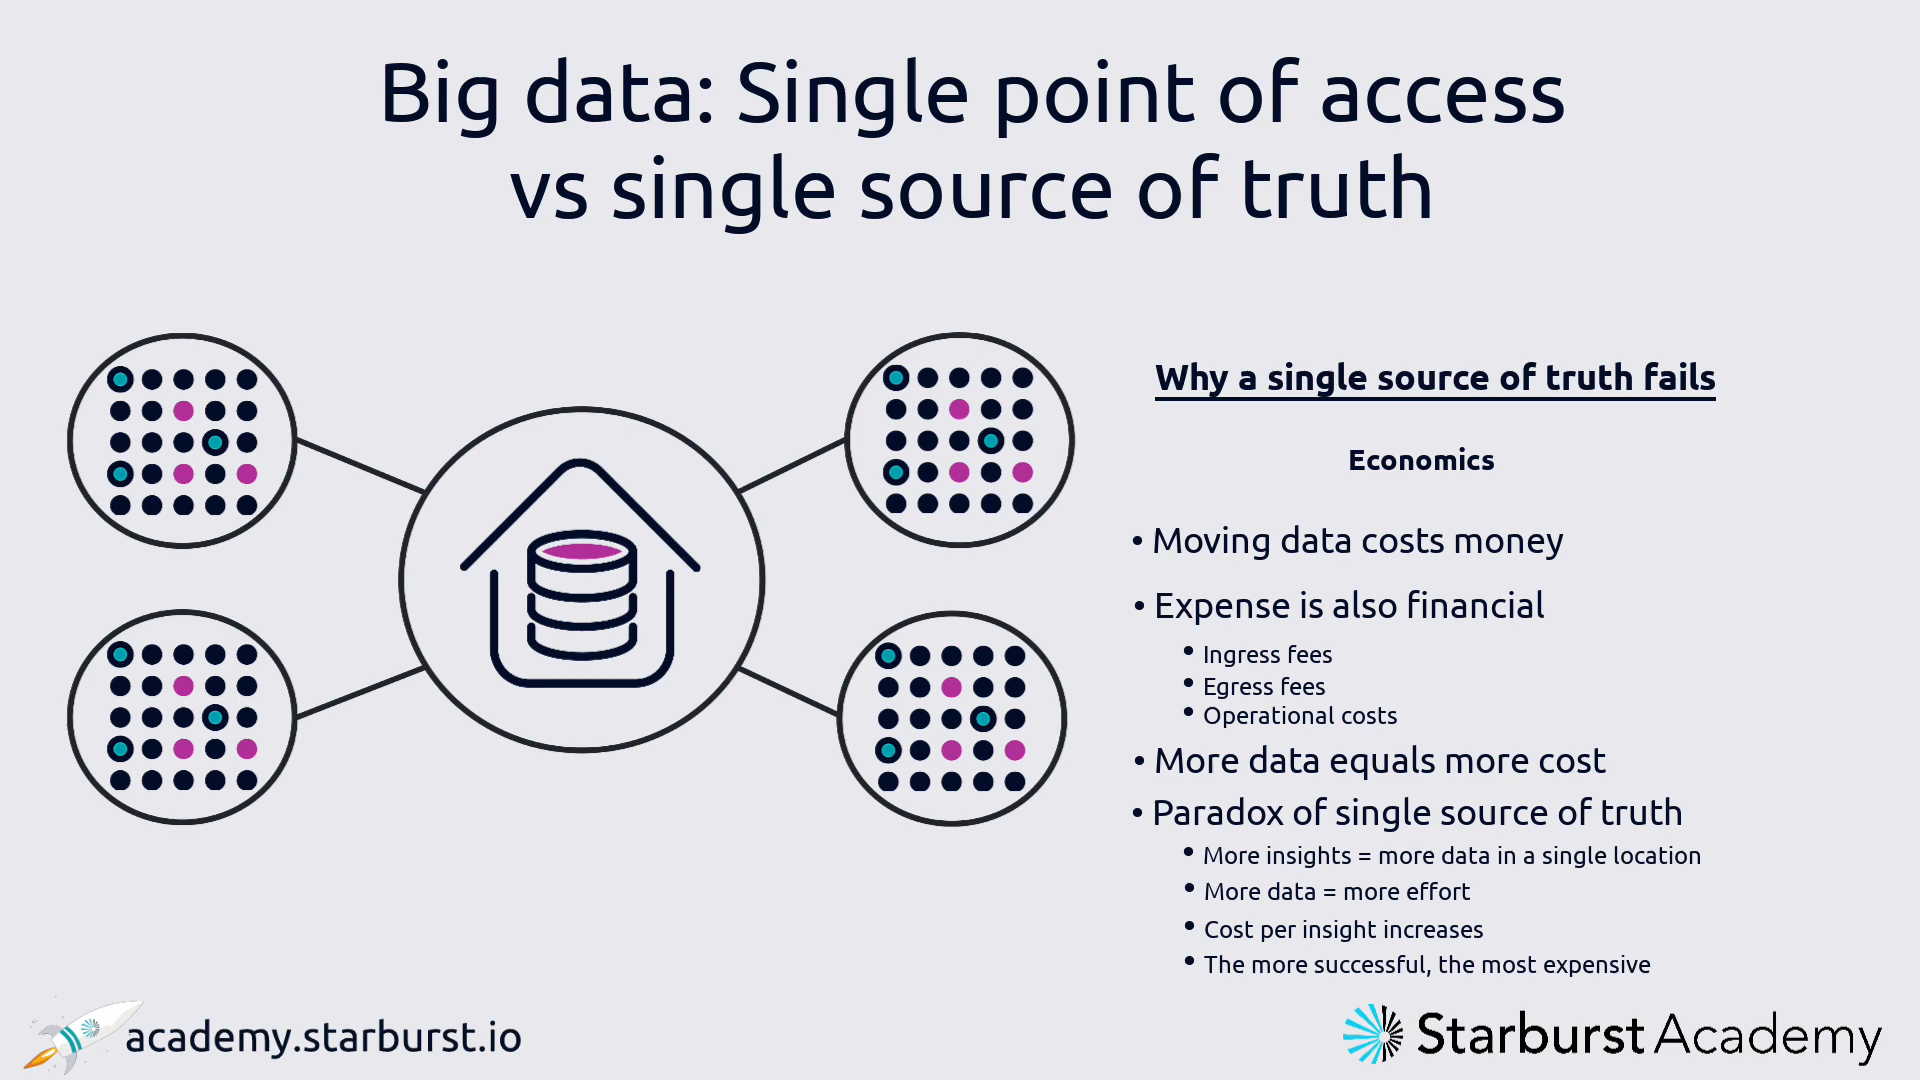 Big data: Single point of access
vs single source of truth
Why a single source of truth fails
Economics
• Moving data costs money
• Expense is also financial
• Ingress fees
• Egress fees
• Operational costs
• More data equals more cost
• Paradox of single source of truth
• More insights = more data in a single location
• More data = more effort
• Cost per insight increases
• The more successful, the most expensive
academy.starburst.io
Starburst Academy